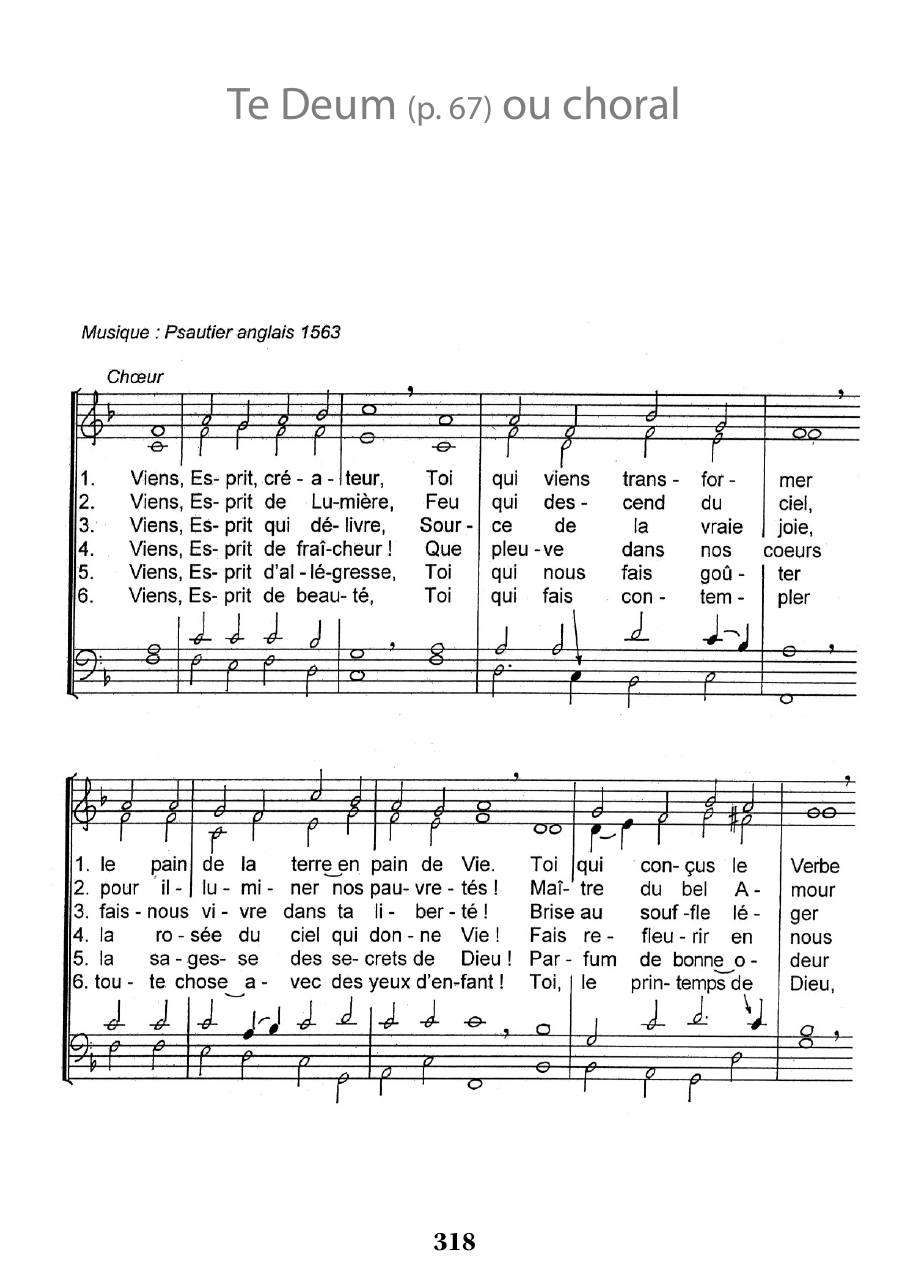 Te Deum (p. 67) ou choral
Musique : Psautier anglais 1563
Chœur
1. Viens, Es- prit, cré - a - teur, Toi qui viens trans - for - mer
2. Viens, Es- prit de Lu-mière, Feu qui des - cend du ciel,
3. Viens, Es- prit qui dé- livre, Sour - ce de la vraie joie,
4. Viens, Es- prit de fraî-cheur ! Que pleu - ve dans nos coeurs
5. Viens, Es- prit d'al - lé-gresse, Toi qui nous fais goû - ter
6. Viens, Es- prit de beau- té, Toi qui fais con - tem - pler
1. le pain de la terre en pain de Vie. Toi qui con- çus le Verbe
2. pour il - lu - mi - ner nos pau- vre - tés ! Maî- tre du bel A - mour
3. fais - nous vi - vre dans ta li - ber - té ! Brise au souf - fle lé - ger
4. la ro - sée du ciel qui don - ne Vie ! Fais re - fleu - rir en nous
5. la sa - ges - se des se- crets de Dieu ! Par - fum de bonne o - deur
6. tou- te chose a - vec des yeux d'en-fant ! Toi, le prin- temps de Dieu,
318